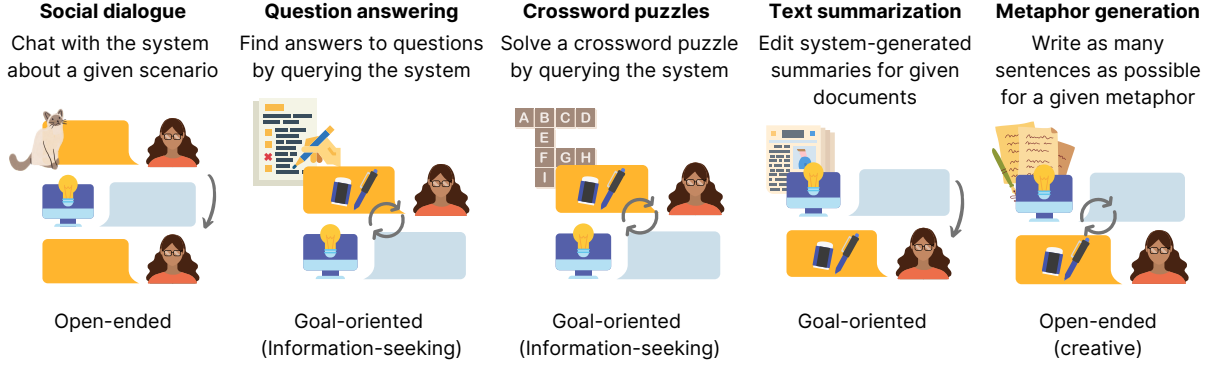 Social dialogue
Chat with the system
about a given scenario
Open-ended
Question answering
Find answers to questions
by querying the system
Goal-oriented
(Information-seeking)
Crossword puzzles
Solve a crossword puzzle
by querying the system
A B C D
E
F G H
I
Goal-oriented
(Information-seeking)
Text summarization
Edit system-generated
summaries for given
documents
Goal-oriented
Metaphor generation
Write as many
sentences as possible
for a given metaphor
Open-ended
(creative)